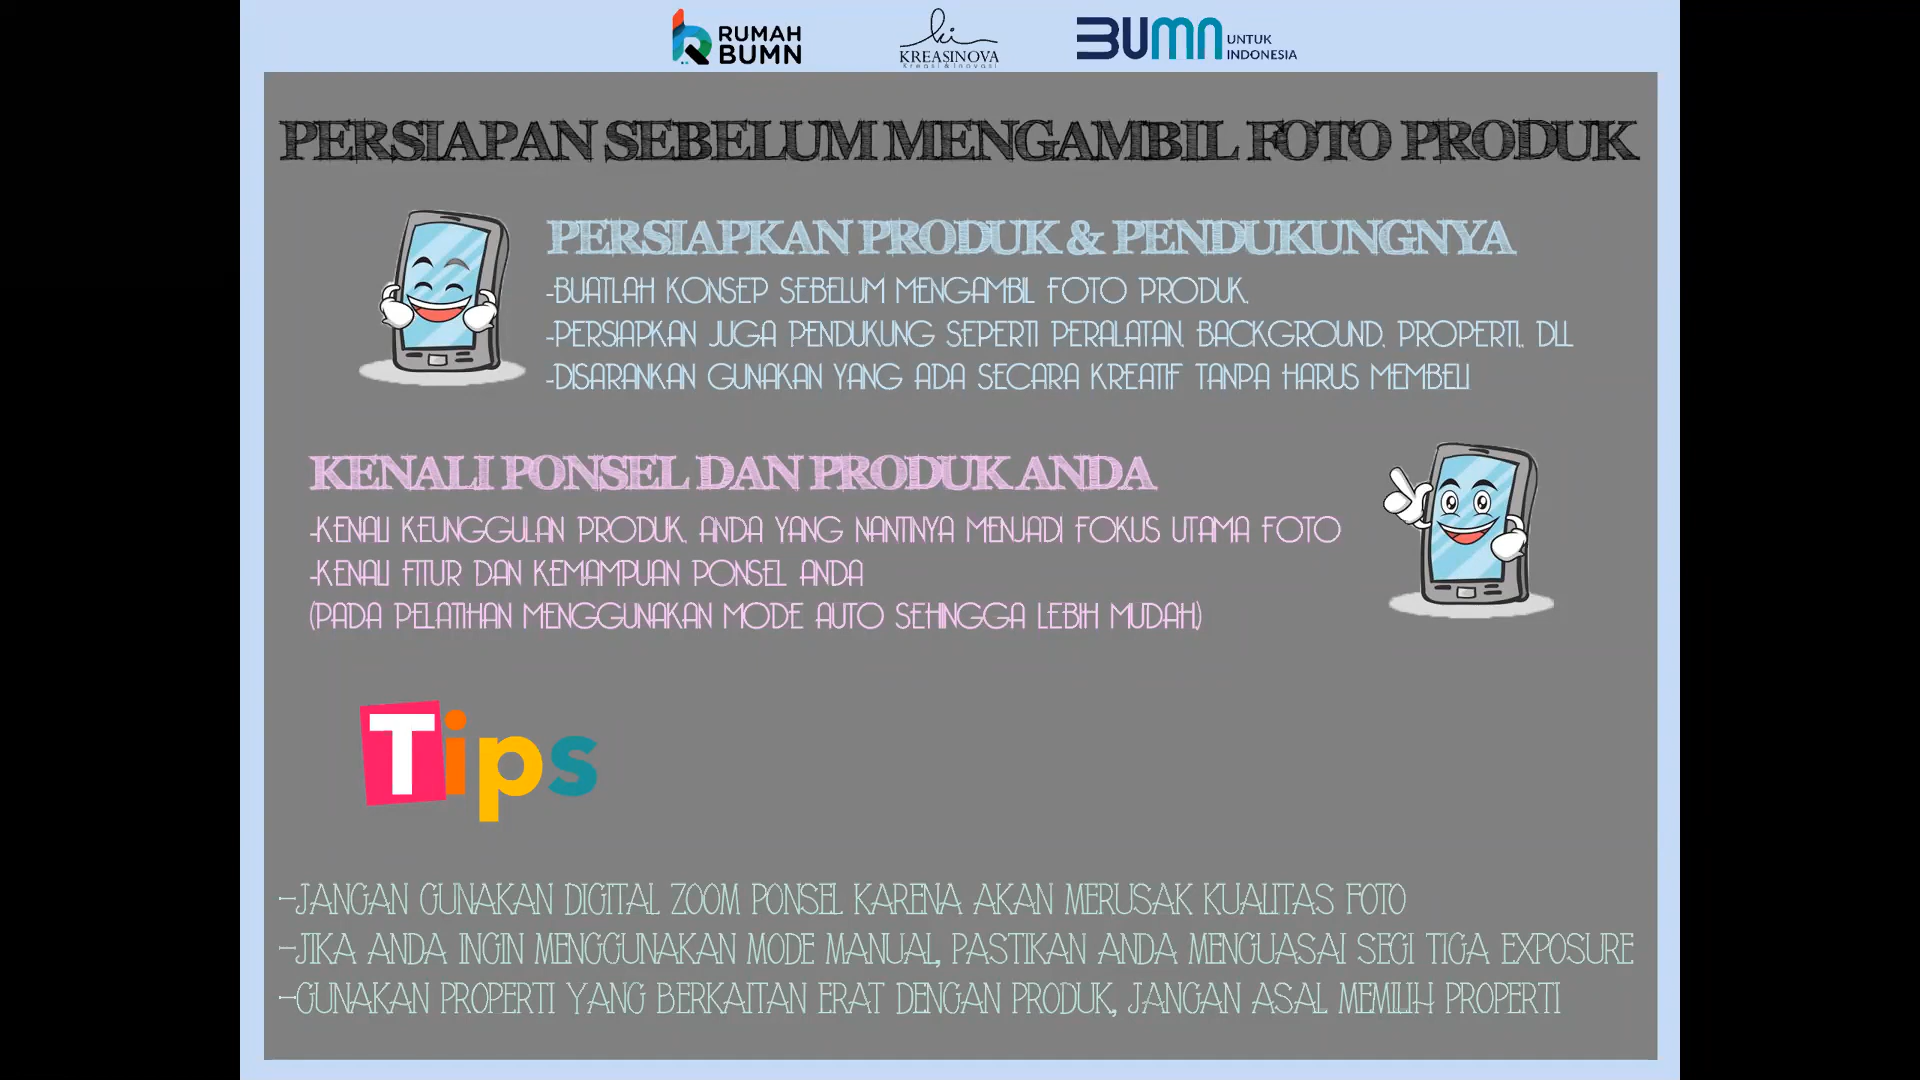 RUMAH
BUMN
ki
KREASINOVA
Kreasi & Inovasi
BUMN
UNTUK
INDONESIA
PERSIAPAN SEBELUM MENGAMBIL FOTO PRODUK
PERSIAPKAN PRODUK & PENDUKUNGNYA
-BUATLAH KONSEP SEBELUM MENGAMBIL FOTO PRODUK.
-PERSIAPKAN JUGA PENDUKUNG SEPERTI PERALATAN, BACKGROUND, PROPERTI,, DLL
-DISARANKAN GUNAKAN YANG ADA SECARA KREATIF TANPA HARUS MEMBELI
KENALI PONSEL DAN PRODUK ANDA
-KENALI KEUNGGULAN PRODUK, ANDA YANG NANTINYA MENJADI FOKUS UTAMA FOTO
-KENALI FITUR DAN KEMAMPUAN PONSEL ANDA
(PADA PELATIHAN MENGGUNAKAN MODE AUTO SEHINGGA LEBIH MUDAH,)
Tips
-JANGAN GUNAKAN DIGITAL ZOOM PONSEL KARENA AKAN MERUSAK KUALITAS FOTO
-JIKA ANDA INGIN MENGGUNAKAN MODE MANUAL, PASTIKAN ANDA MENGUASAI SEGI TIGA EXPOSURE
-GUNAKAN PROPERTI YANG BERKAITAN ERAT DENGAN PRODUK, JANGAN ASAL MEMILIH PROPERTI